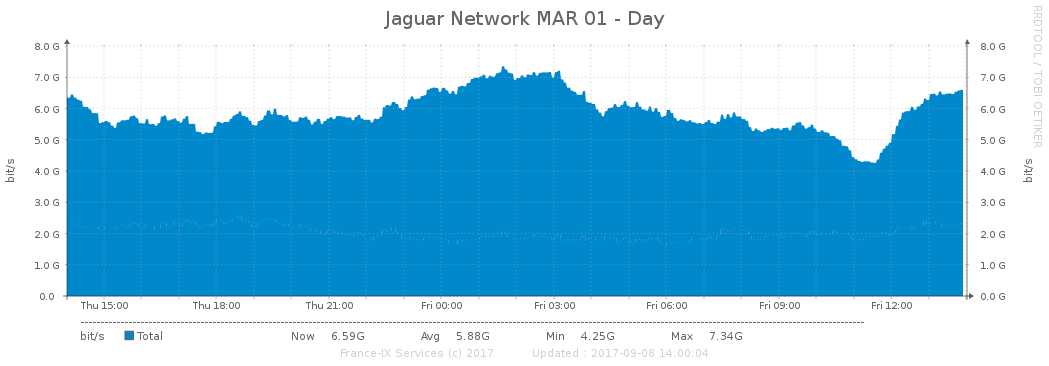 Jaguar Network MAR 01 - Day
RRDTOOL / TOBI OETIKER
8.0 G 8.0 G
7.0 G 7.0 G
6.0 G 6.0 G
5.0 G 5.0 G
4.0 G 4.0 G
3.0 G 3.0 G
2.0 G 2.0 G
1.0 G 1.0 G
0.0 0.0 G
bit/s bit/s
Thu 15:00 Thu 18:00 Thu 21:00 Fri 00:00 Fri 03:00 Fri 06:00 Fri 09:00 Fri 12:00
bit/s Total Now 6.59G Avg 5.88G Min 4.25G Max 7.34G
France-IX Services (c) 2017 Updated : 2017-09-08 14:00:04